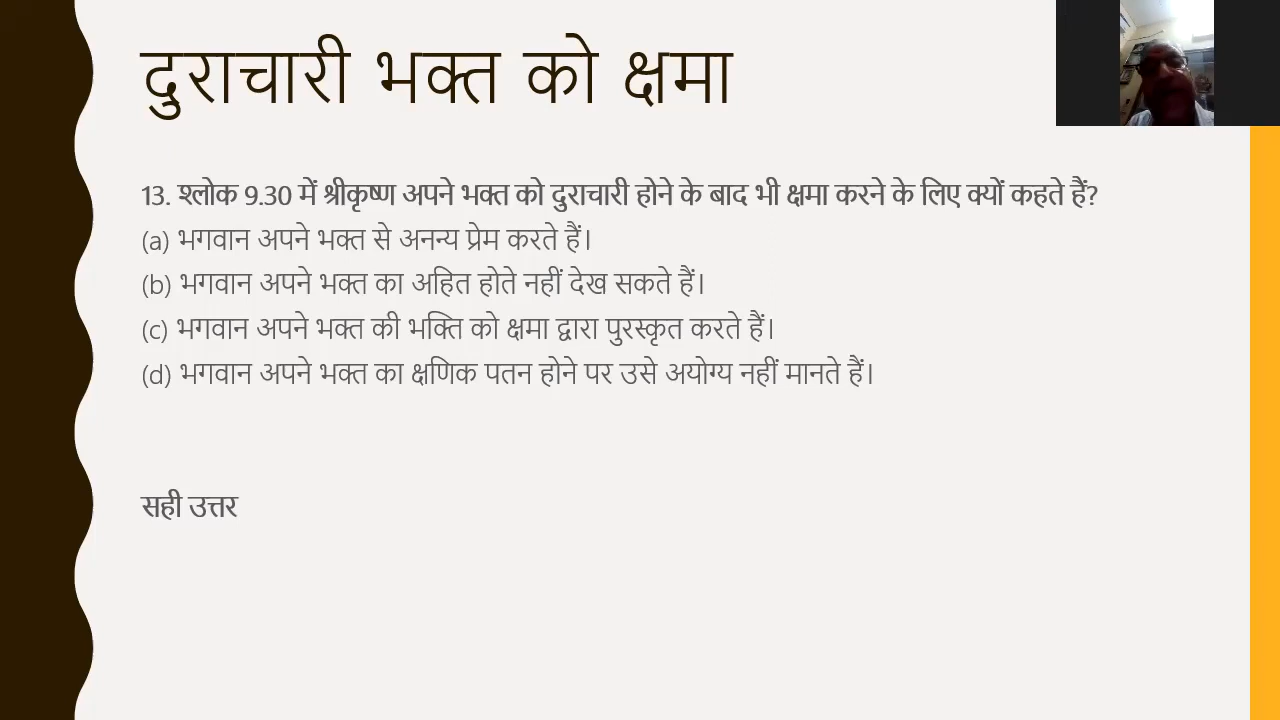 दुराचारी भक्त को क्षमा
13. श्लोक 9.30 में श्रीकृष्ण अपने भक्त को दुराचारी होने के बाद भी क्षमा करने के लिए क्यों कहते हैं?
(a) भगवान अपने भक्त से अनन्य प्रेम करते हैं।
(b) भगवान अपने भक्त का अहित होते नहीं देख सकते हैं।
(c) भगवान अपने भक्त की भक्ति को क्षमा द्वारा पुरस्कृत करते हैं।
(d) भगवान अपने भक्त का क्षणिक पतन होने पर उसे अयोग्य नहीं मानते हैं।
सही उत्तर